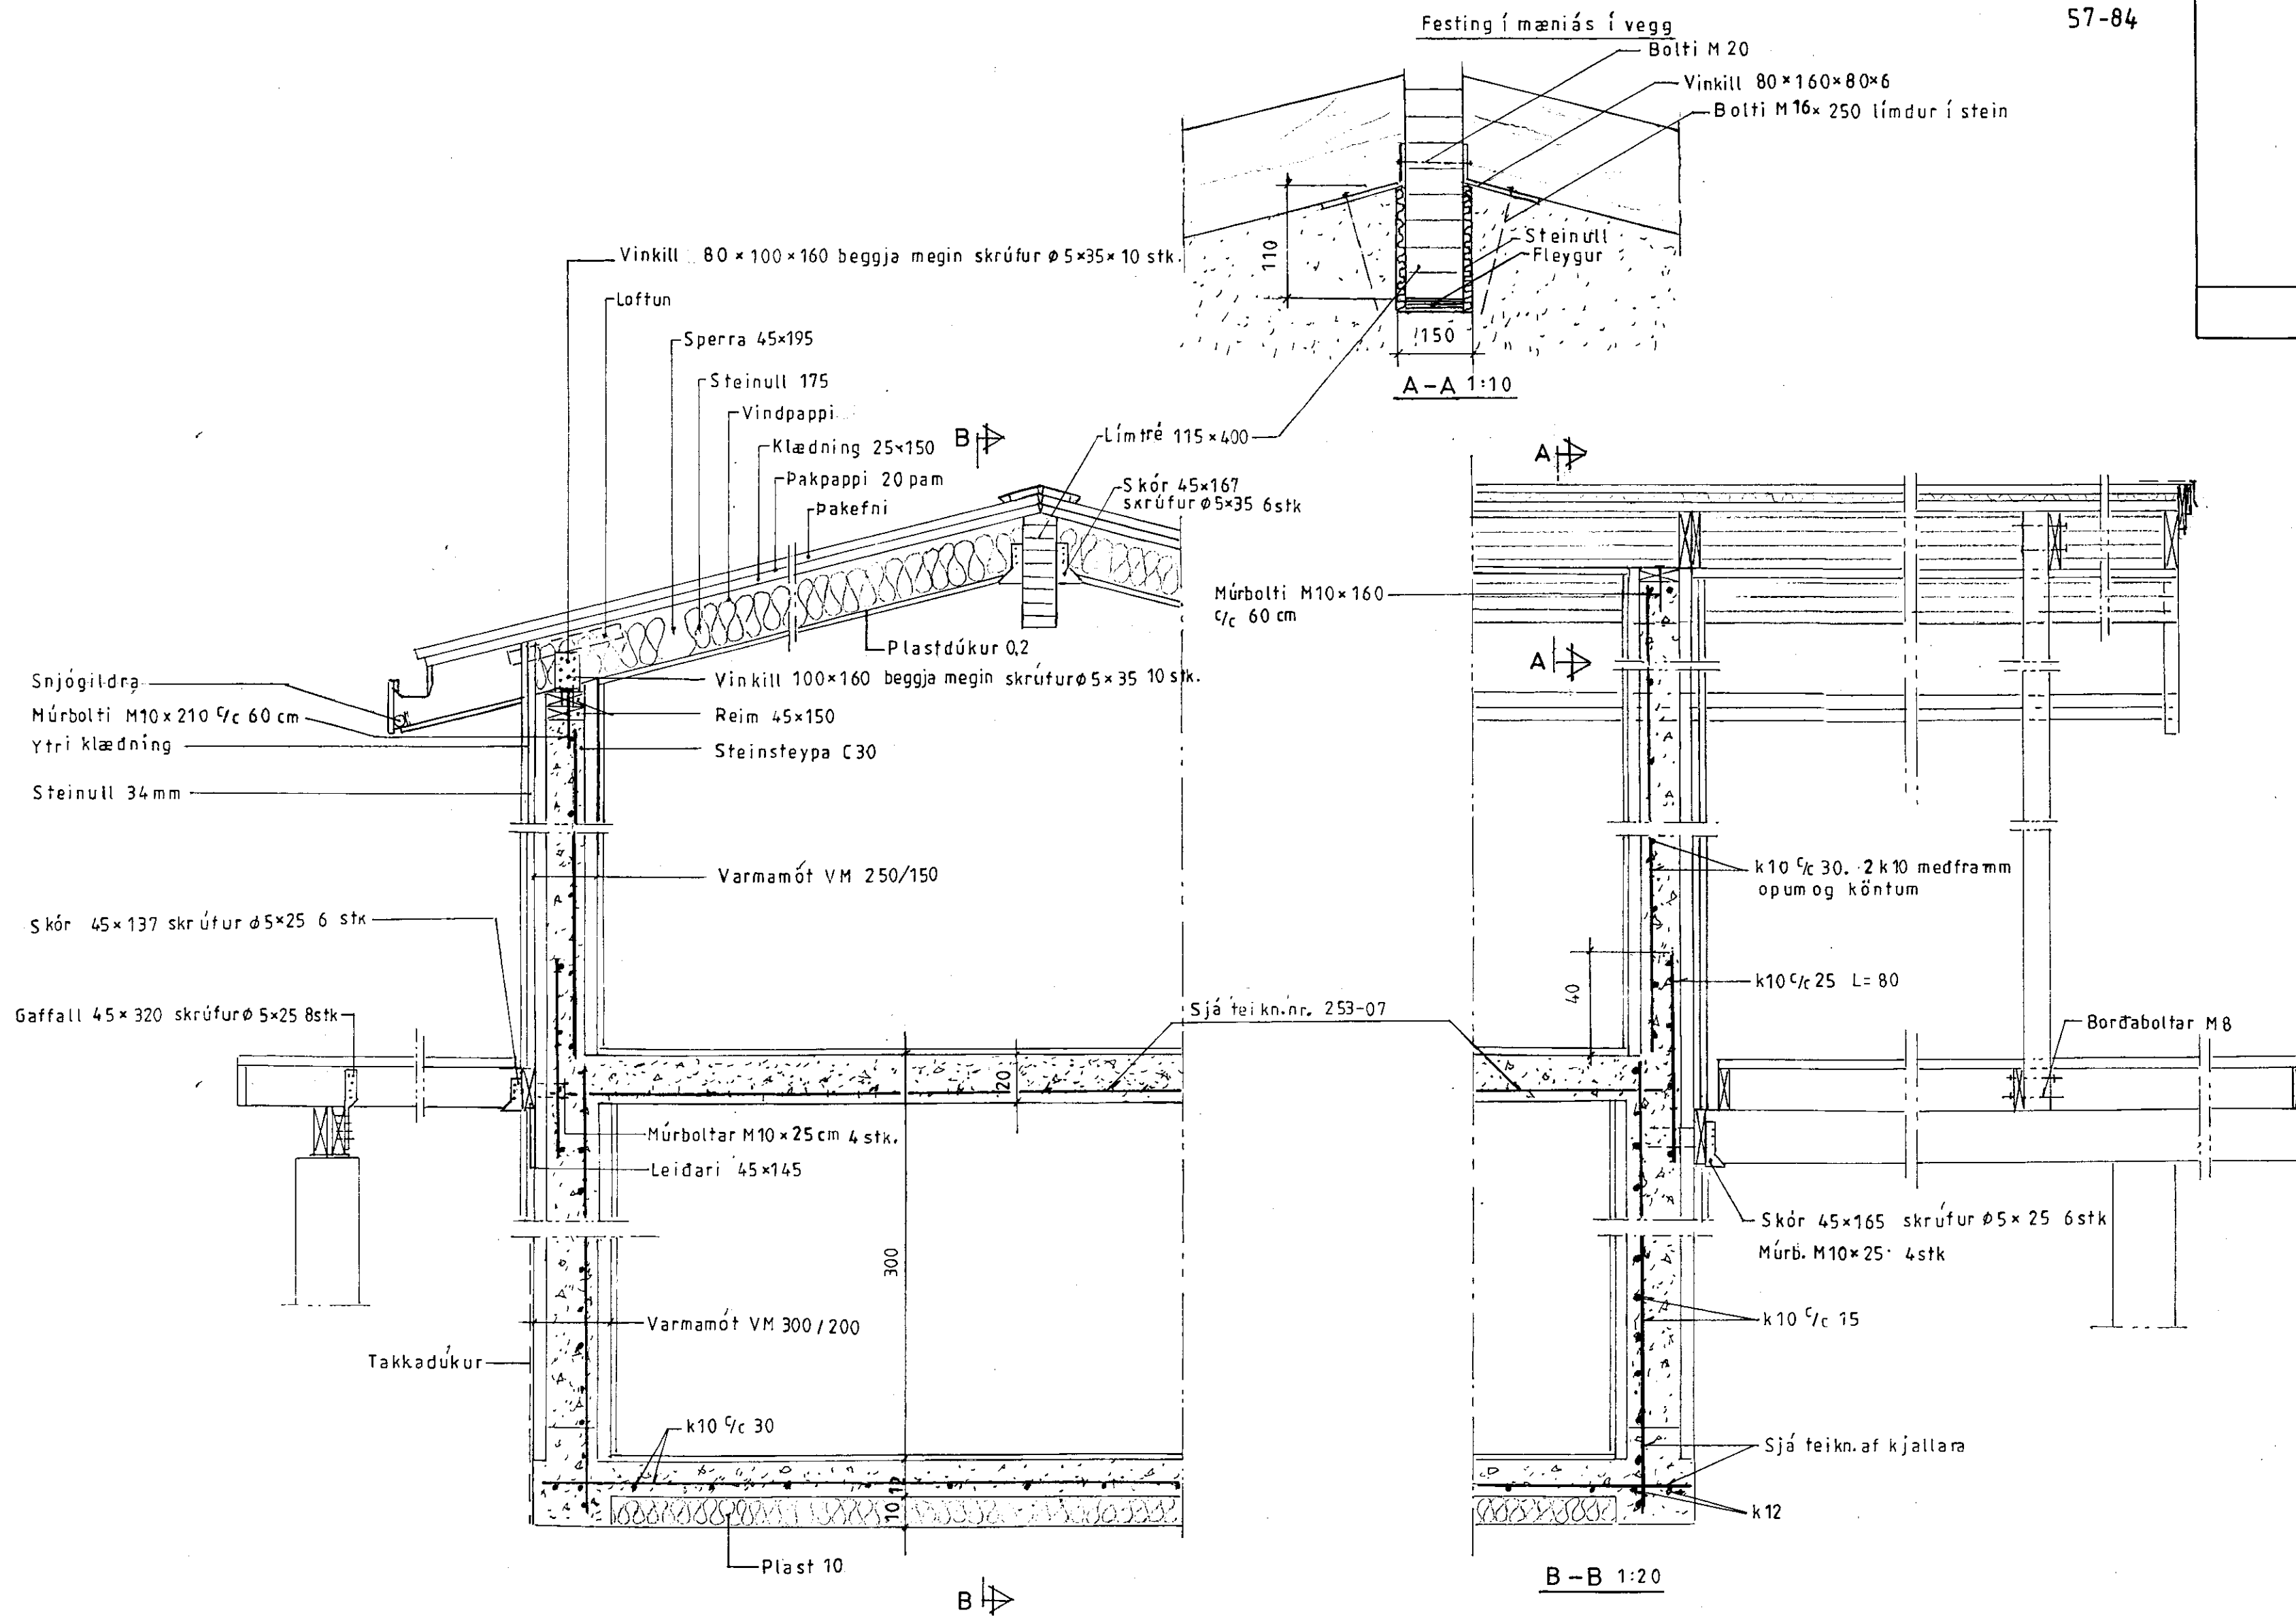 57-84
Festing í mæniás í vegg
Bolti M 20
Vinkill 80×160×80×6
Bolti M 16× 250 límdur í stein
110
Steinull
Fleygur
150
A-A 1:10
Vinkill 80 × 100 × 160 beggja megin skrúfur ø 5×35× 10 stk.
Loftun
Sperra 45×195
Steinull 175
Vindpappi
Klædning 25×150
Þakpappi 20 pam
Þakefni
B
Límtré 115×400
Skór 45×167
skrúfur ø5×35 6stk
A
Múrbolti M10×160
c/c 60 cm
Plastdúkur 0,2
A
Vinkill 100×160 beggja megin skrúfur ø 5×35 10 stk.
Reim 45×150
Steinsteypa C30
Snjógildra
Múrbolti M10 x 210 c/c 60 cm
Ytri klædning
Steinull 34mm
Varmamót VM 250/150
k10 c/c 30. 2 k10 medframm
opum og köntum
Skór 45×137 skrúfur ø5×25 6 stk
k10 c/c 25 L= 80
40
Gaffall 45×320 skrúfur ø 5×25 8stk
Sjá teikn.nr. 253-07
Borðaboltar M8
20
Múrboltar M10×25cm 4 stk.
Leiðari 45×145
Skór 45×165 skrúfur ø5×25 6stk
Múrb. M10×25 4stk
300
Varmamót VM 300/200
k10 c/c 15
Takkadúkur
k10 c/c 30
Sjá teikn. af kjallara
12
10
k12
Plast 10
B
B-B 1:20